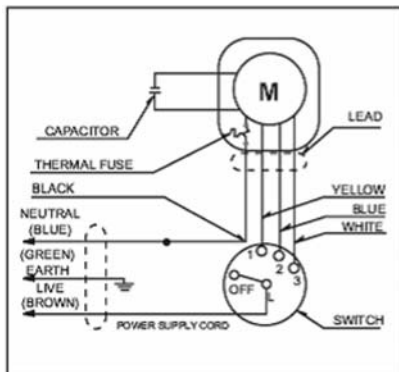 M
LEAD
CAPACITOR
THERMAL FUSE
BLACK
YELLOW
NEUTRAL
BLUE
(BLUE)
WHITE
(GREEN)
1
2
EARTH
3
LIVE
OFF
L
(BROWN)
POWER SUPPLY CORD
SWITCH